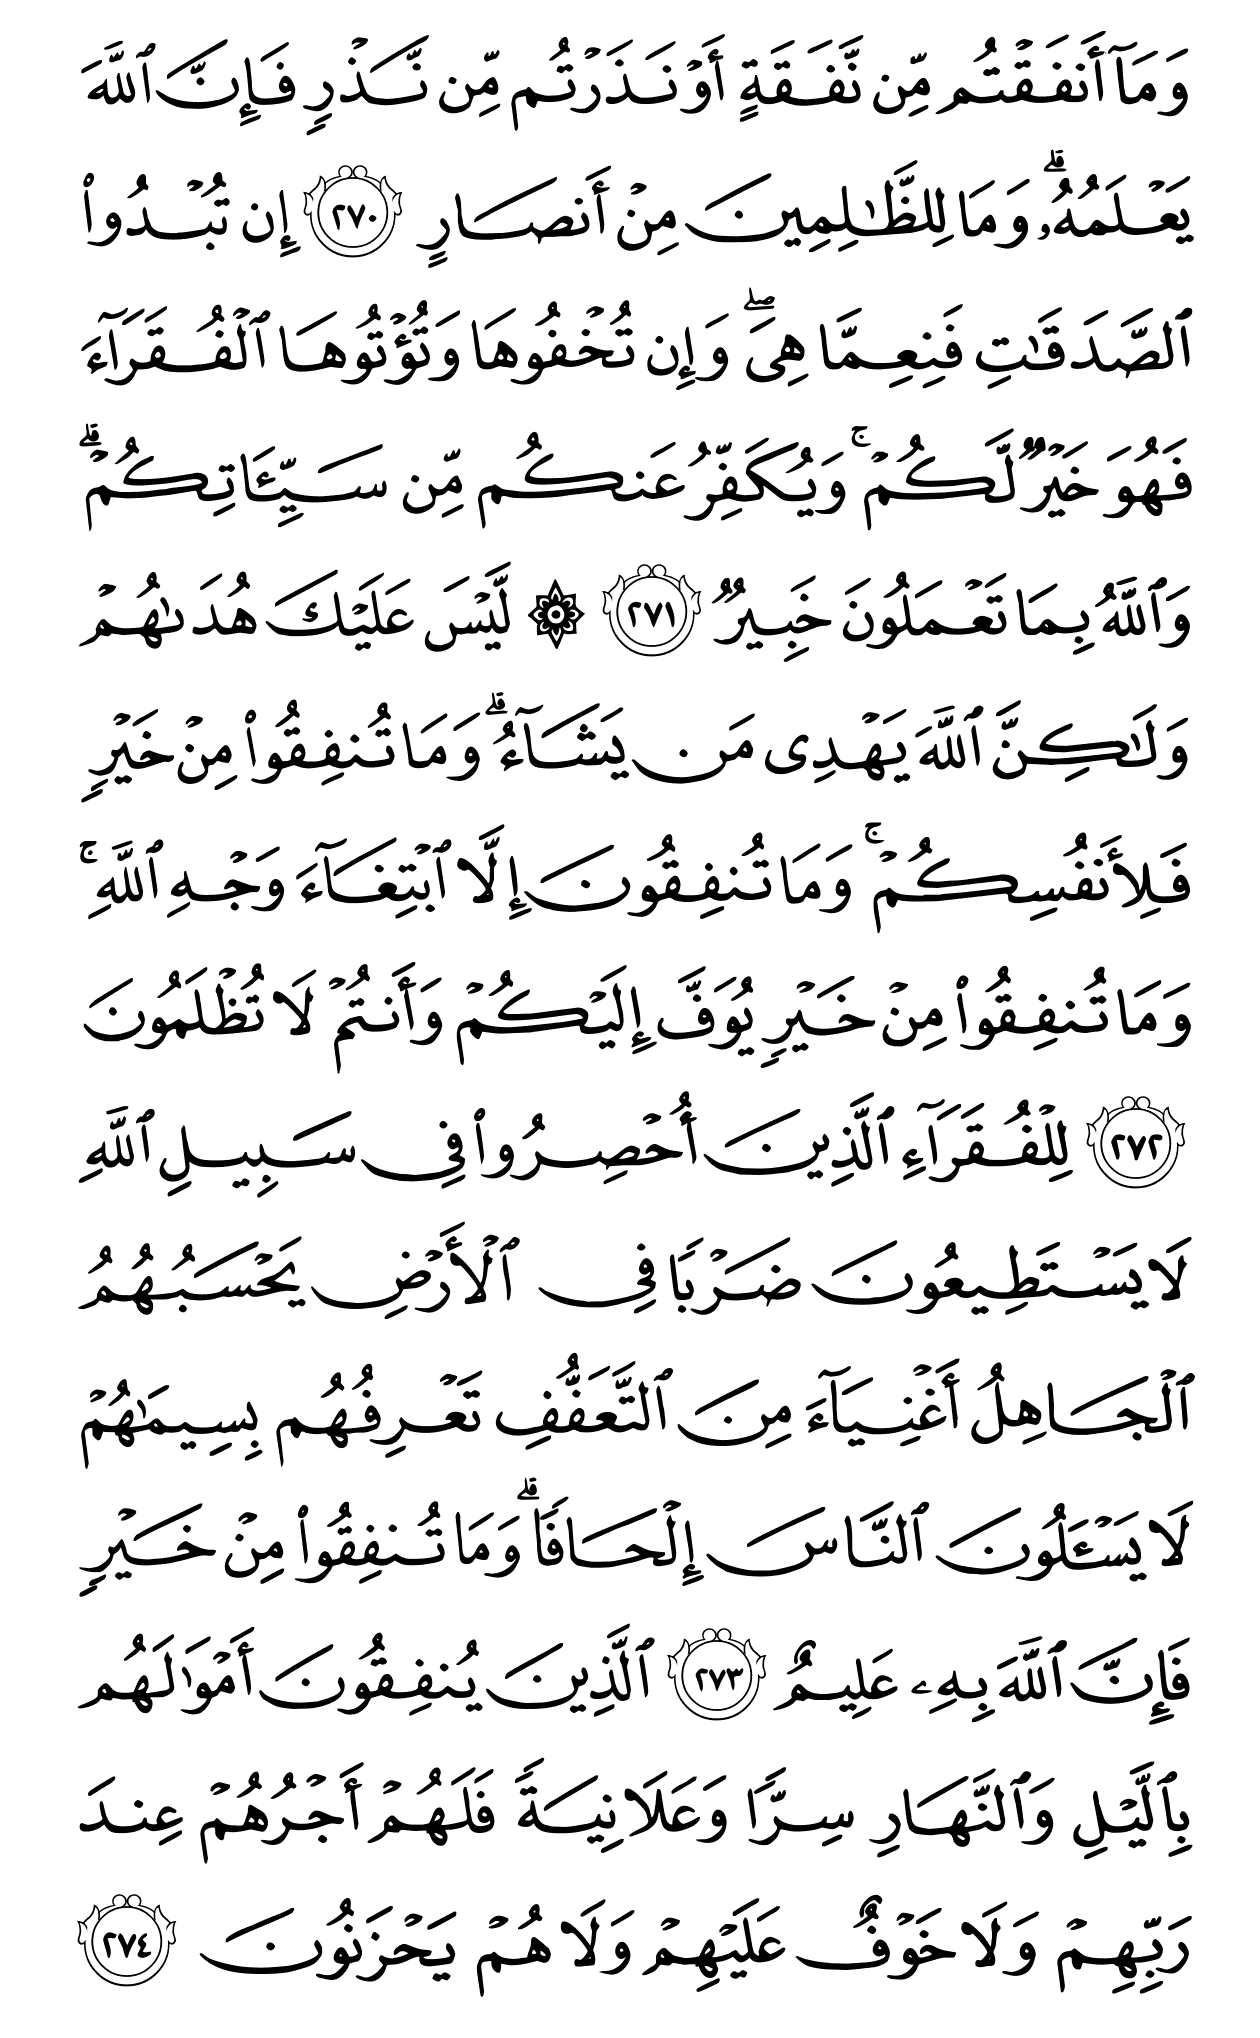 وَمَآ أَنفَقْتُم مِّن نَّفَقَةٍ أَوْ نَذَرْتُم مِّن نَّذْرٍ فَإِنَّ ٱللَّهَ
يَعْلَمُهُۥ ۗ وَمَا لِلظَّـٰلِمِينَ مِنْ أَنصَارٍ ٢٧٠ إِن تُبْدُوا۟
ٱلصَّدَقَـٰتِ فَنِعِمَّا هِىَ ۖ وَإِن تُخْفُوهَا وَتُؤْتُوهَا ٱلْفُقَرَآءَ
فَهُوَ خَيْرٌ لَّكُمْ ۚ وَيُكَفِّرُ عَنكُم مِّن سَيِّـَٔاتِكُمْ ۗ
وَٱللَّهُ بِمَا تَعْمَلُونَ خَبِيرٌ ٢٧١ ۞ لَّيْسَ عَلَيْكَ هُدَىٰهُمْ
وَلَـٰكِنَّ ٱللَّهَ يَهْدِى مَن يَشَآءُ ۗ وَمَا تُنفِقُوا۟ مِنْ خَيْرٍ
فَلِأَنفُسِكُمْ ۚ وَمَا تُنفِقُونَ إِلَّا ٱبْتِغَآءَ وَجْهِ ٱللَّهِ ۚ
وَمَا تُنفِقُوا۟ مِنْ خَيْرٍ يُوَفَّ إِلَيْكُمْ وَأَنتُمْ لَا تُظْلَمُونَ
٢٧٢ لِلْفُقَرَآءِ ٱلَّذِينَ أُحْصِرُوا۟ فِى سَبِيلِ ٱللَّهِ
لَا يَسْتَطِيعُونَ ضَرْبًا فِى ٱلْأَرْضِ يَحْسَبُهُمُ
ٱلْجَاهِلُ أَغْنِيَآءَ مِنَ ٱلتَّعَفُّفِ تَعْرِفُهُم بِسِيمَـٰهُمْ
لَا يَسْـَٔلُونَ ٱلنَّاسَ إِلْحَافًا ۗ وَمَا تُنفِقُوا۟ مِنْ خَيْرٍ
فَإِنَّ ٱللَّهَ بِهِۦ عَلِيمٌ ٢٧٣ ٱلَّذِينَ يُنفِقُونَ أَمْوَٰلَهُم
بِٱلَّيْلِ وَٱلنَّهَارِ سِرًّا وَعَلَانِيَةً فَلَهُمْ أَجْرُهُمْ عِندَ
رَبِّهِمْ وَلَا خَوْفٌ عَلَيْهِمْ وَلَا هُمْ يَحْزَنُونَ ٢٧٤